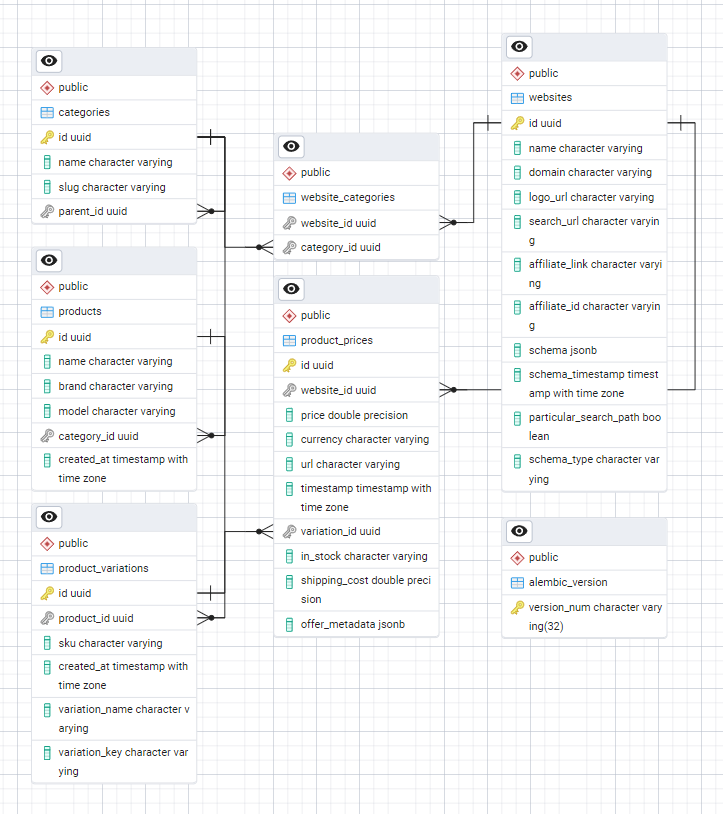 public
categories
id uuid
name character varying
slug character varying
parent_id uuid
public
products
id uuid
name character varying
brand character varying
model character varying
category_id uuid
created_at timestamp with
time zone
public
product_variations
id uuid
product_id uuid
sku character varying
created_at timestamp with
time zone
variation_name character v
arying
variation_key character var
ying
public
website_categories
website_id uuid
category_id uuid
public
product_prices
id uuid
website_id uuid
price double precision
currency character varying
url character varying
timestamp timestamp with
time zone
variation_id uuid
in_stock character varying
shipping_cost double preci
sion
offer_metadata jsonb
public
websites
id uuid
name character varying
domain character varying
logo_url character varying
search_url character varyin
g
affiliate_link character varyi
ng
affiliate_id character varyin
g
schema jsonb
schema_timestamp timest
amp with time zone
particular_search_path boo
lean
schema_type character var
ying
public
alembic_version
version_num character vary
ing(32)